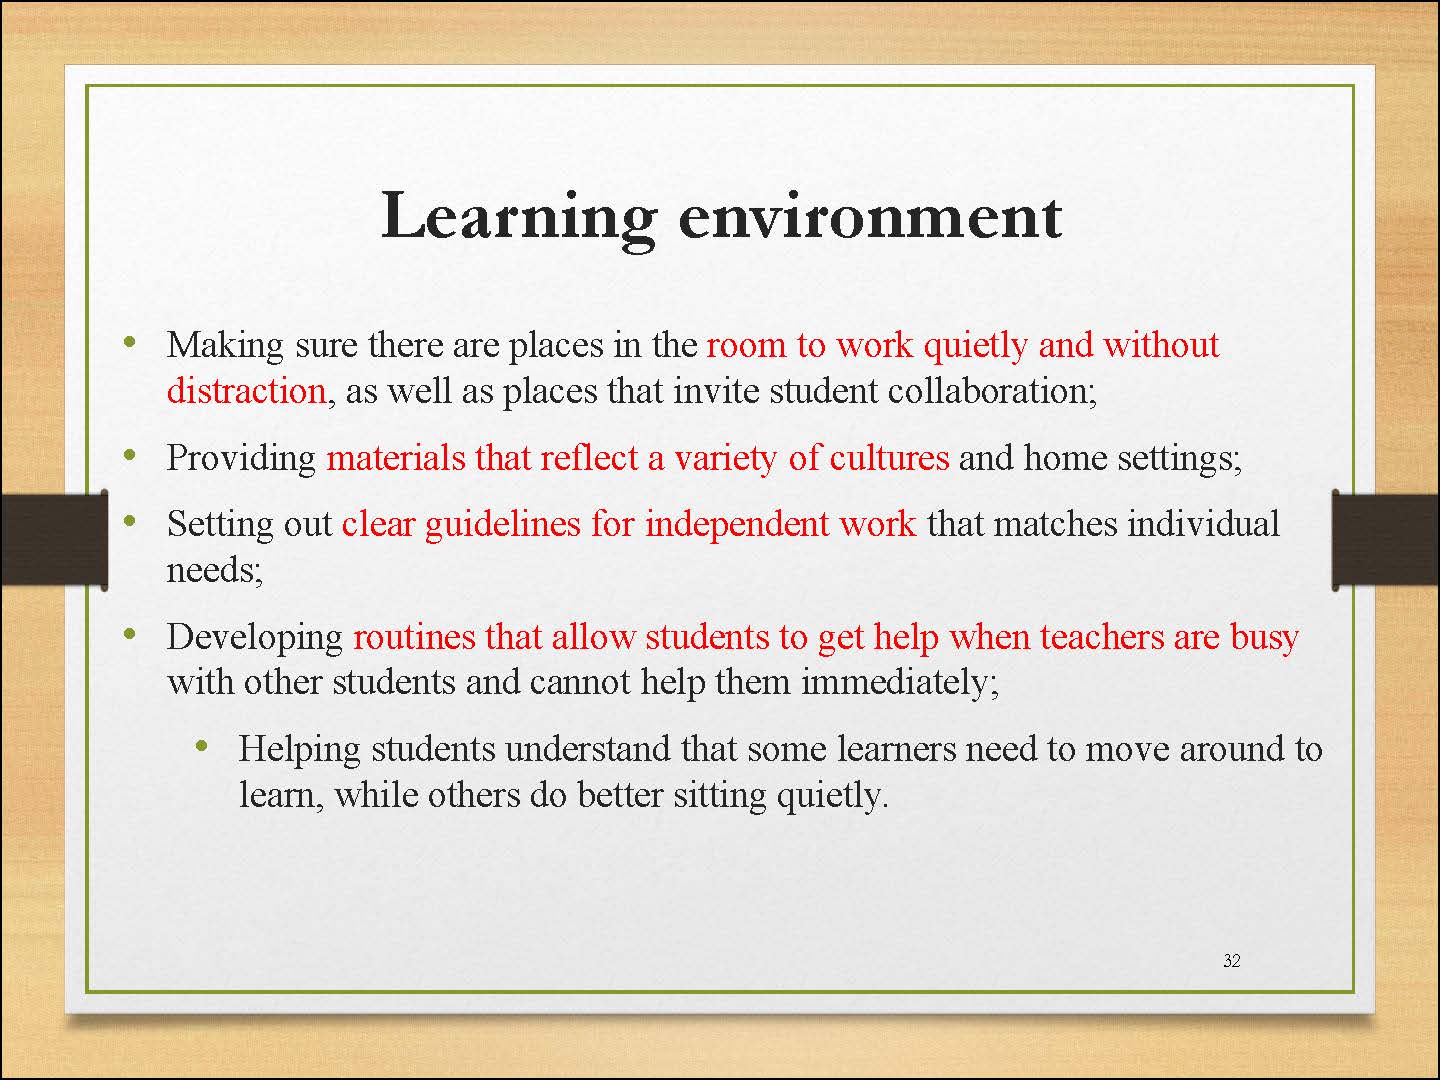 Learning environment
• Making sure there are places in the room to work quietly and without
distraction, as well as places that invite student collaboration;
• Providing materials that reflect a variety of cultures and home settings;
• Setting out clear guidelines for independent work that matches individual
needs;
• Developing routines that allow students to get help when teachers are busy
with other students and cannot help them immediately;
• Helping students understand that some learners need to move around to
learn, while others do better sitting quietly.
32